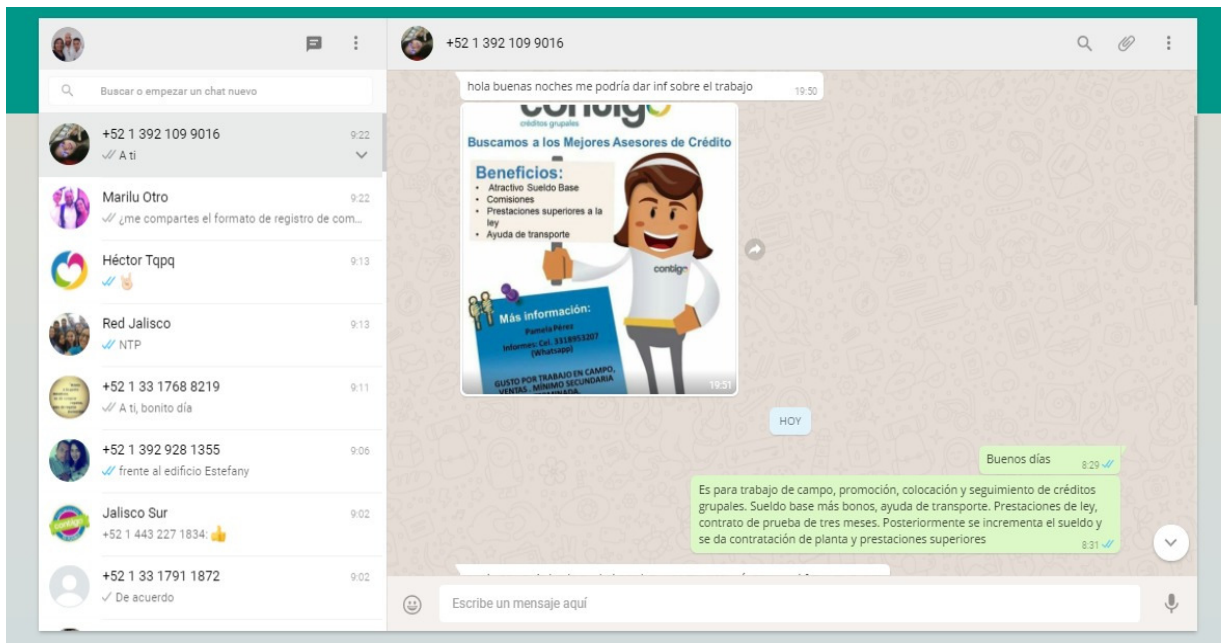 Buscar o empezar un chat nuevo
+52 1 392 109 9016 9:22
A ti
Marilu Otro 9:22
¿me compartes el formato de registro de com...
Héctor Tqpq 9:13
Red Jalisco 9:13
NTP
+52 1 33 1768 8219 9:11
A ti, bonito día
+52 1 392 928 1355 9:06
frente al edificio Estefany
Jalisco Sur 9:02
+52 1 443 227 1834:
+52 1 33 1791 1872 9:02
De acuerdo
+52 1 392 109 9016
hola buenas noches me podría dar inf sobre el trabajo 19:50
contigo
créditos grupales
Buscamos a los Mejores Asesores de Crédito
Beneficios:
• Atractivo Sueldo Base
• Comisiones
• Prestaciones superiores a la
ley
• Ayuda de transporte
contigo
Más información:
Pamela Pérez
Informes: Cel. 3318953207
(Whatsapp)
GUSTO POR TRABAJO EN CAMPO,
VENTAS . MÍNIMO SECUNDARIA
19:51
HOY
Buenos días 8:29
Es para trabajo de campo, promoción, colocación y seguimiento de créditos
grupales. Sueldo base más bonos, ayuda de transporte. Prestaciones de ley,
contrato de prueba de tres meses. Posteriormente se incrementa el sueldo y
se da contratación de planta y prestaciones superiores 8:31
Escribe un mensaje aquí